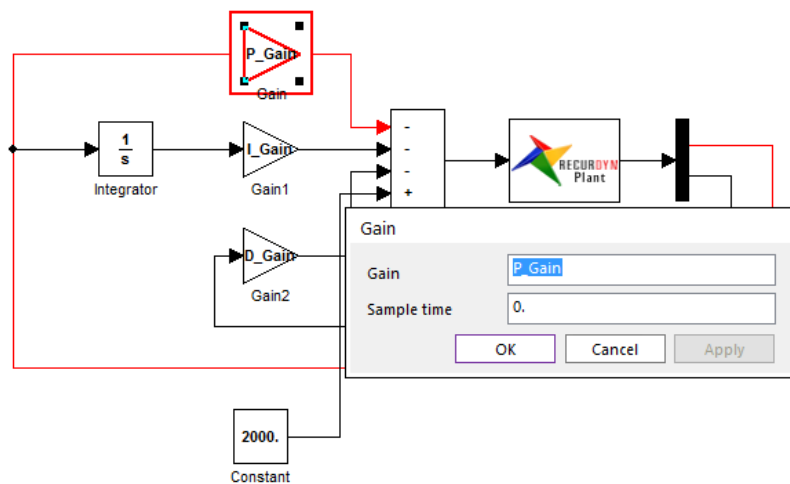 P_Gain
Gain
1
s
Integrator
I_Gain
Gain1
-
-
-
+
RECURDYN
Plant
D_Gain
Gain2
Gain
Gain
P_Gain
Sample time
0.
OK
Cancel
Apply
2000.
Constant